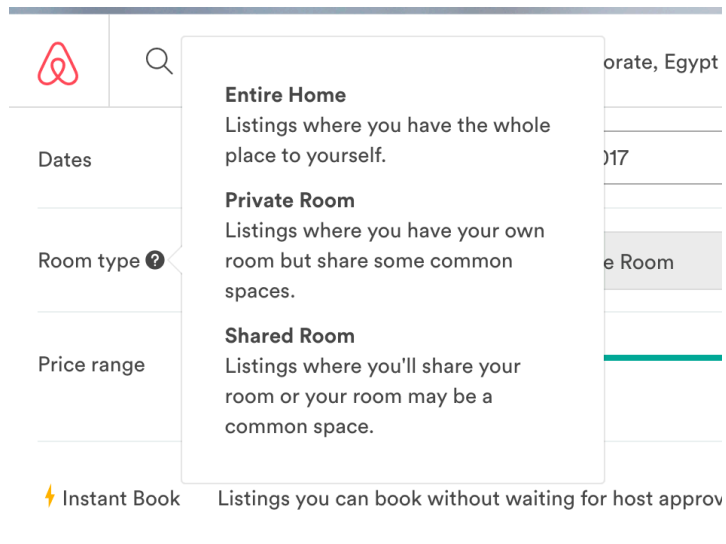 orate, Egypt
Entire Home
Listings where you have the whole
place to yourself.
Dates
017
Private Room
Listings where you have your own
room but share some common
spaces.
Room type ?
e Room
Shared Room
Listings where you'll share your
room or your room may be a
common space.
Price range
Instant Book
Listings you can book without waiting for host approv